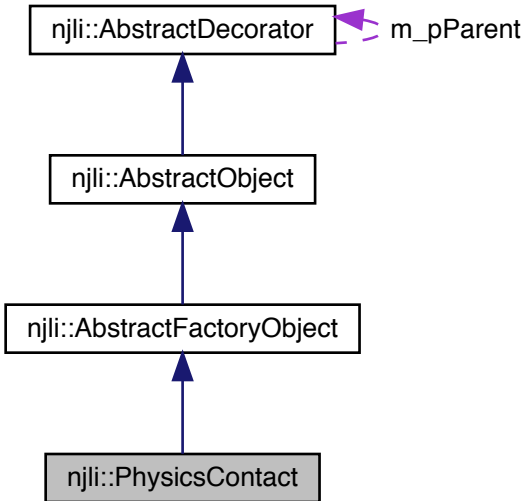 njli::AbstractDecorator
m_pParent
njli::AbstractObject
njli::AbstractFactoryObject
njli::PhysicsContact